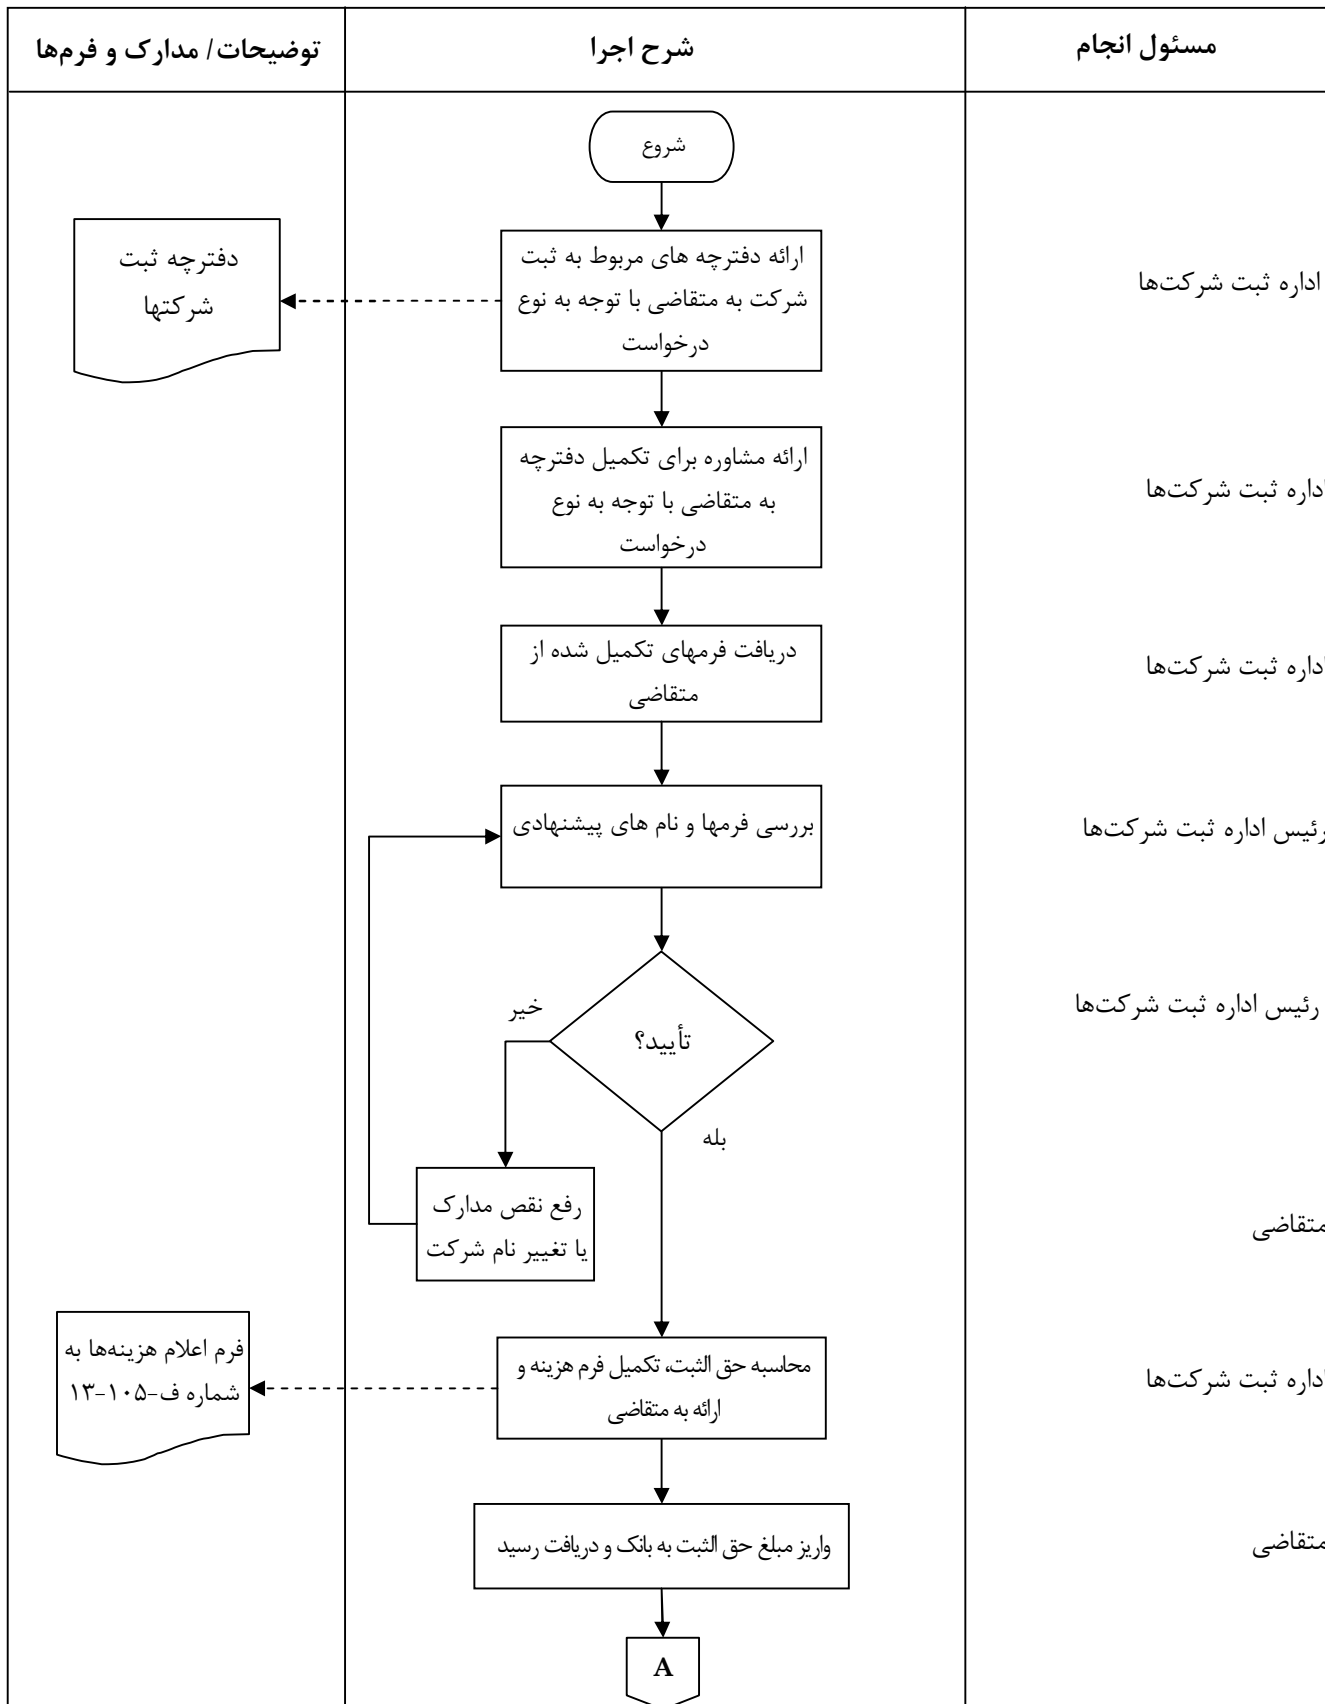 مسئول انجام
شرح اجرا
توضیحات/ مدارک و فرم‌ها
شروع
ارائه دفترچه های مربوط به ثبت
شرکت به متقاضی با توجه به نوع
درخواست
دفترچه ثبت
شرکتها
اداره ثبت شرکت‌ها
ارائه مشاوره برای تکمیل دفترچه
به متقاضی با توجه به نوع
درخواست
اداره ثبت شرکت‌ها
دریافت فرمهای تکمیل شده از
متقاضی
اداره ثبت شرکت‌ها
بررسی فرمها و نام های پیشنهادی
رئیس اداره ثبت شرکت‌ها
تأیید؟
خیر
بله
رئیس اداره ثبت شرکت‌ها
رفع نقص مدارک
یا تغییر نام شرکت
متقاضی
محاسبه حق الثبت، تکمیل فرم هزینه و
ارائه به متقاضی
فرم اعلام هزینه‌ها به
شماره ف-۱۰۵-۱۳
اداره ثبت شرکت‌ها
واریز مبلغ حق الثبت به بانک و دریافت رسید
متقاضی
A